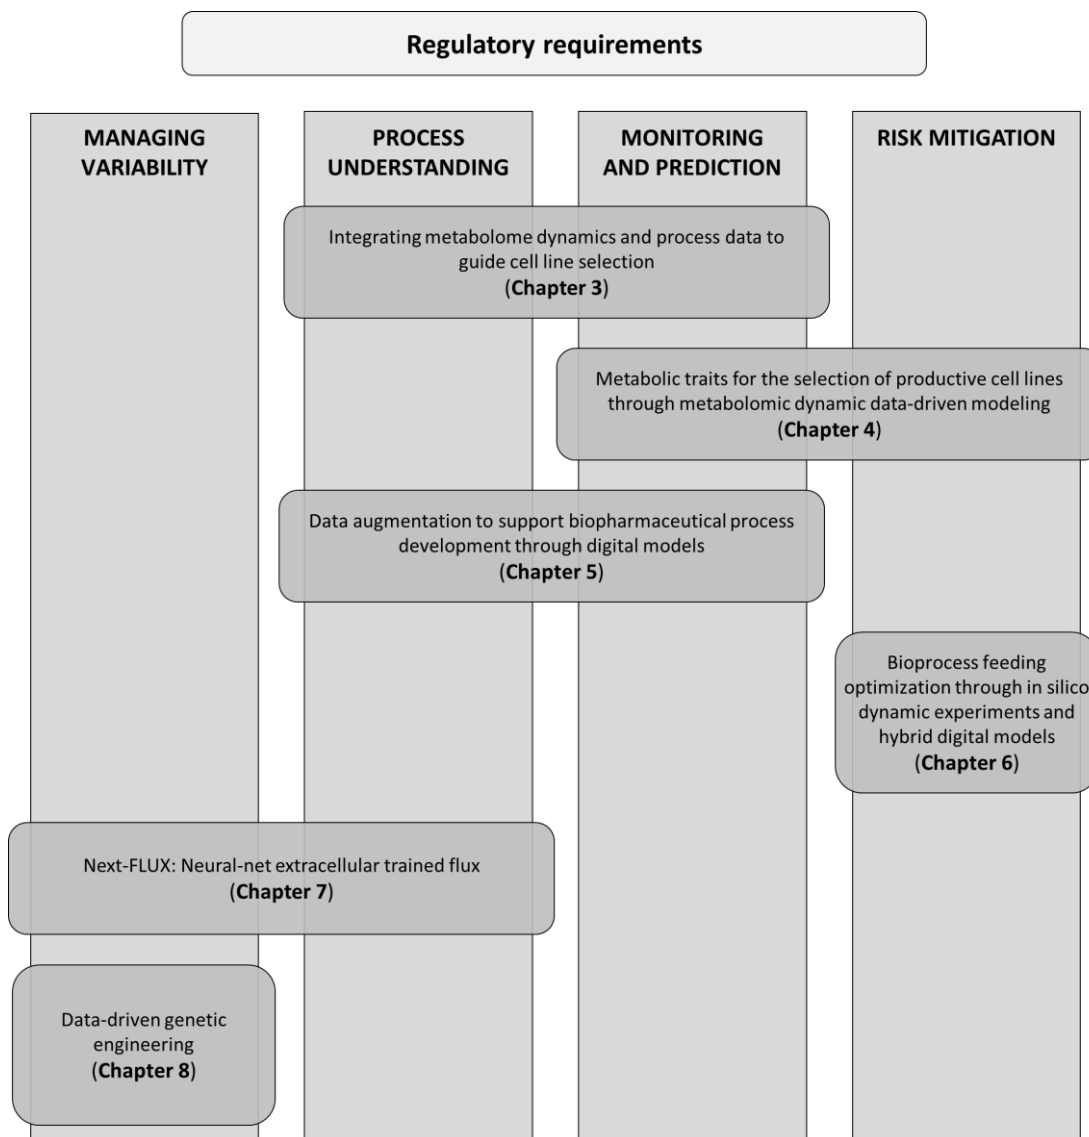 Regulatory requirements
MANAGING
VARIABILITY
PROCESS
UNDERSTANDING
MONITORING
AND PREDICTION
RISK MITIGATION
Integrating metabolome dynamics and process data to
guide cell line selection
(Chapter 3)
Metabolic traits for the selection of productive cell lines
through metabolomic dynamic data-driven modeling
(Chapter 4)
Data augmentation to support biopharmaceutical process
development through digital models
(Chapter 5)
Bioprocess feeding
optimization through in silico
dynamic experiments and
hybrid digital models
(Chapter 6)
Next-FLUX: Neural-net extracellular trained flux
(Chapter 7)
Data-driven genetic
engineering
(Chapter 8)